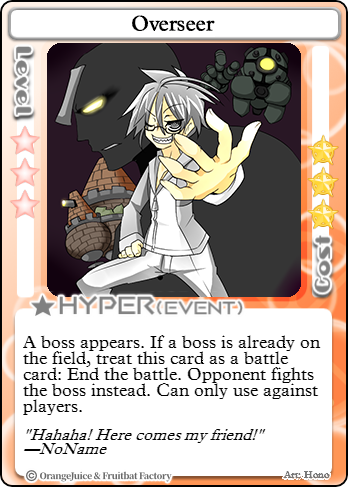 Overseer
Level
Cost
HYPER(EVENT)
A boss appears. If a boss is already on
the field, treat this card as a battle
card: End the battle. Opponent fights
the boss instead. Can only use against
players.
"Hahaha! Here comes my friend!"
—NoName
© OrangeJuice & Fruitbat Factory
Art: Hono